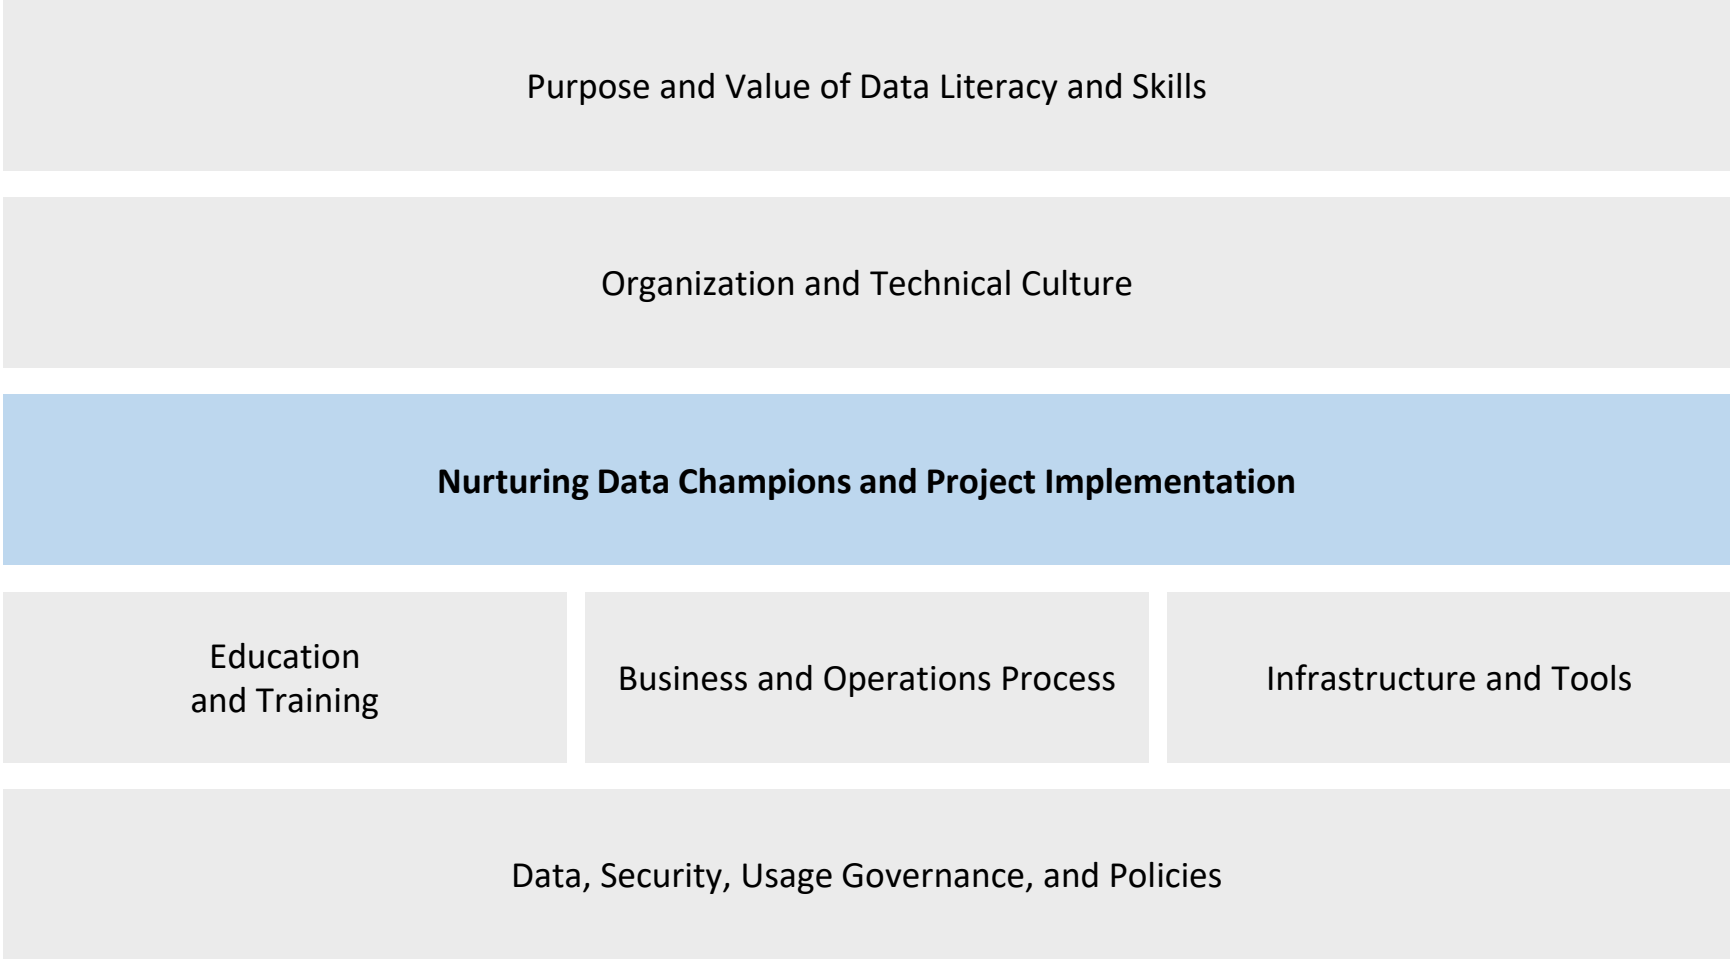 Purpose and Value of Data Literacy and Skills
Organization and Technical Culture
Nurturing Data Champions and Project Implementation
Education
and Training
Business and Operations Process
Infrastructure and Tools
Data, Security, Usage Governance, and Policies